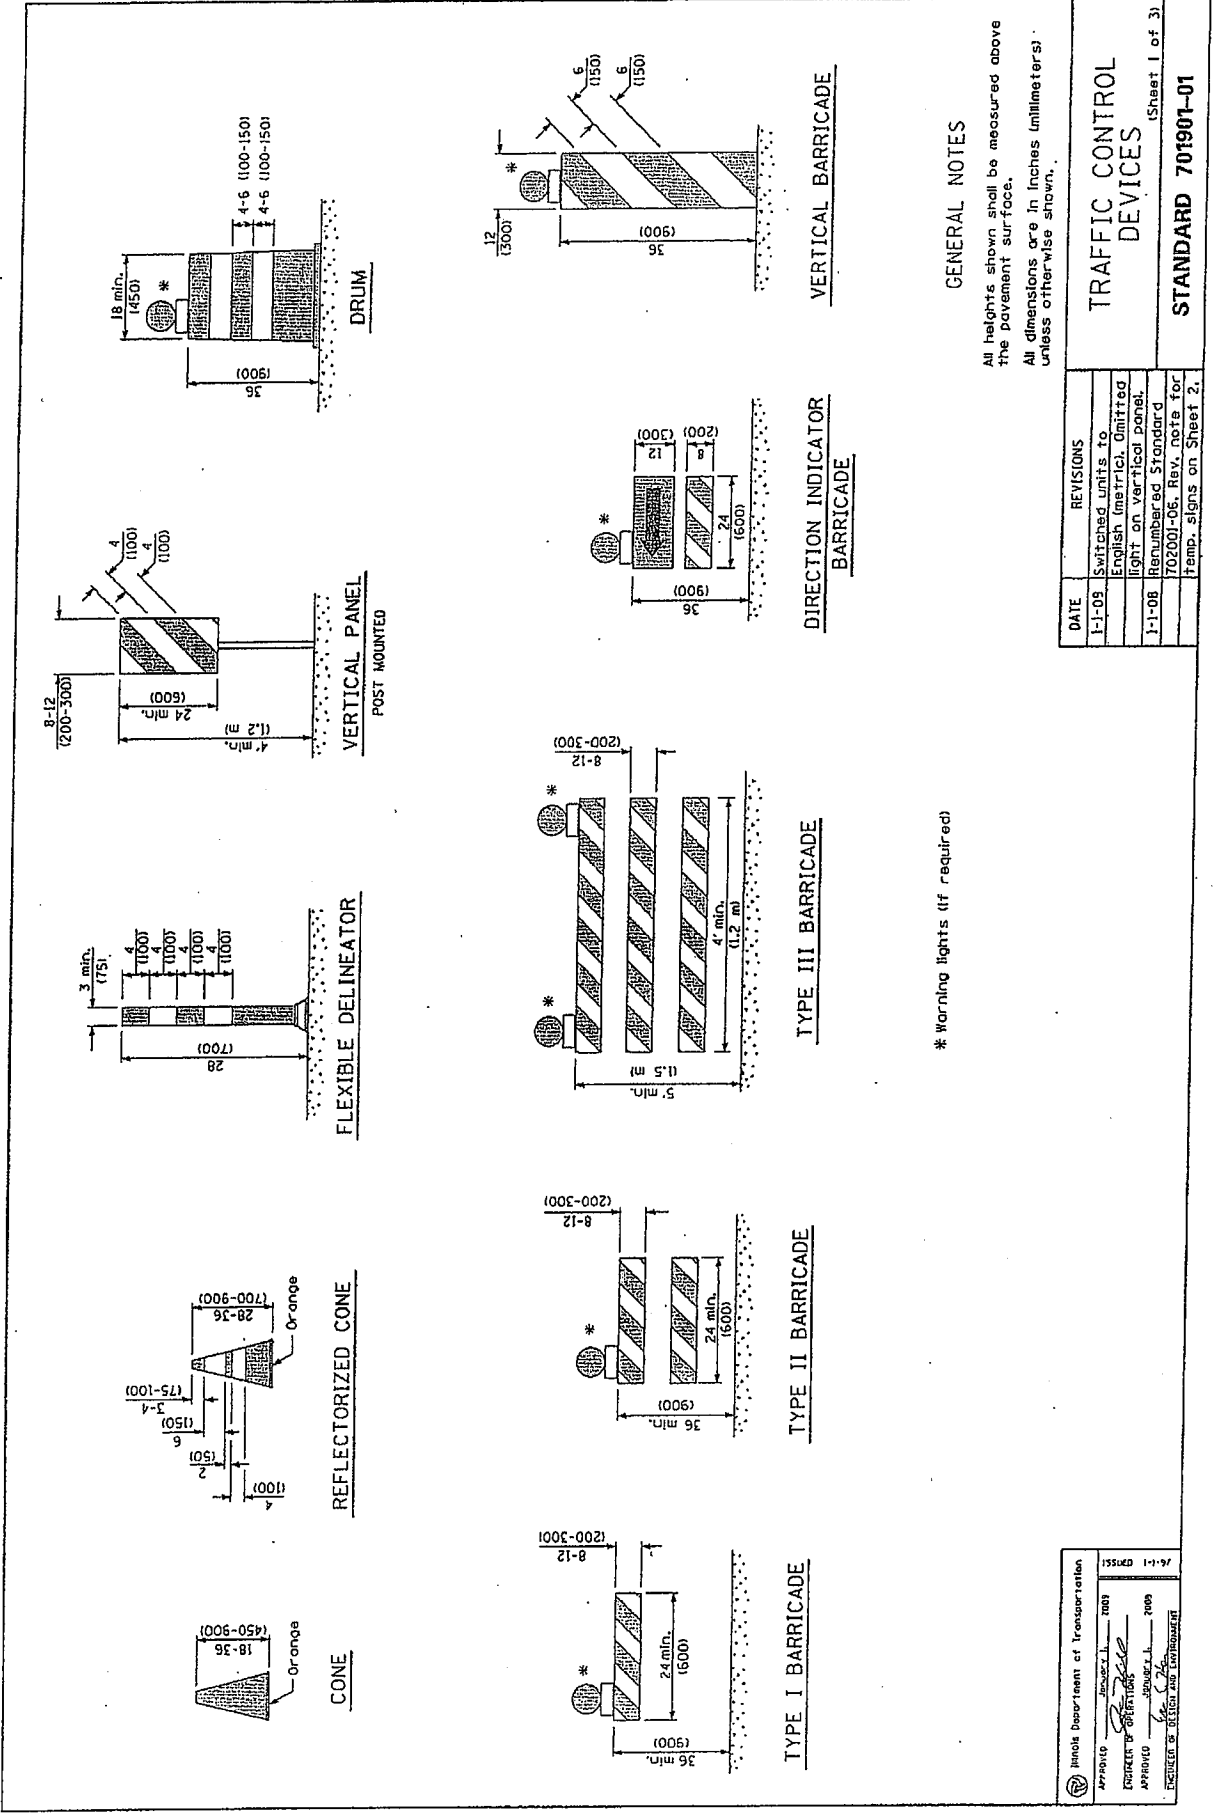 18-36
(450-900)
Orange
CONE
3-4
(75-100)
6
(150)
2
(50)
4
(100)
28-36
(700-900)
Orange
REFLECTORIZED CONE
3 min.
(75)
4
(100)
4
(100)
4
(100)
4
(100)
28
(700)
FLEXIBLE DELINEATOR
8-12
(200-300)
24 min.
(600)
4' min.
(1.2 m)
4
(100)
4
(100)
VERTICAL PANEL
POST MOUNTED
18 min.
(450)
*
36
(900)
4-6 (100-150)
4-6 (100-150)
DRUM
*
8-12
(200-300)
36 min.
(900)
24 min.
(600)
TYPE I BARRICADE
*
8-12
(200-300)
36 min.
(900)
24 min.
(600)
TYPE II BARRICADE
*
*
8-12
(200-300)
5' min.
(1.5 m)
4' min.
(1.2 m)
TYPE III BARRICADE
*
12
(300)
8
(200)
36
(900)
24
(600)
DIRECTION INDICATOR
BARRICADE
12
(300)
*
6
(150)
6
(150)
36
(900)
VERTICAL BARRICADE
* Warning lights (if required)
GENERAL NOTES
All heights shown shall be measured above
the pavement surface.
All dimensions are in inches (millimeters)
unless otherwise shown.
Illinois Department of Transportation
APPROVED January 1, 2009
ENGINEER OF OPERATIONS
APPROVED January 1, 2009
ENGINEER OF DESIGN AND ENVIRONMENT
ISSUED 1-1-97
DATE REVISIONS
1-1-09 Switched units to
English (metric). Omitted
light on vertical panel.
1-1-08 Renumbered Standard
702001-06. Rev. note for
temp. signs on Sheet 2.
TRAFFIC CONTROL
DEVICES
(Sheet 1 of 3)
STANDARD 701901-01